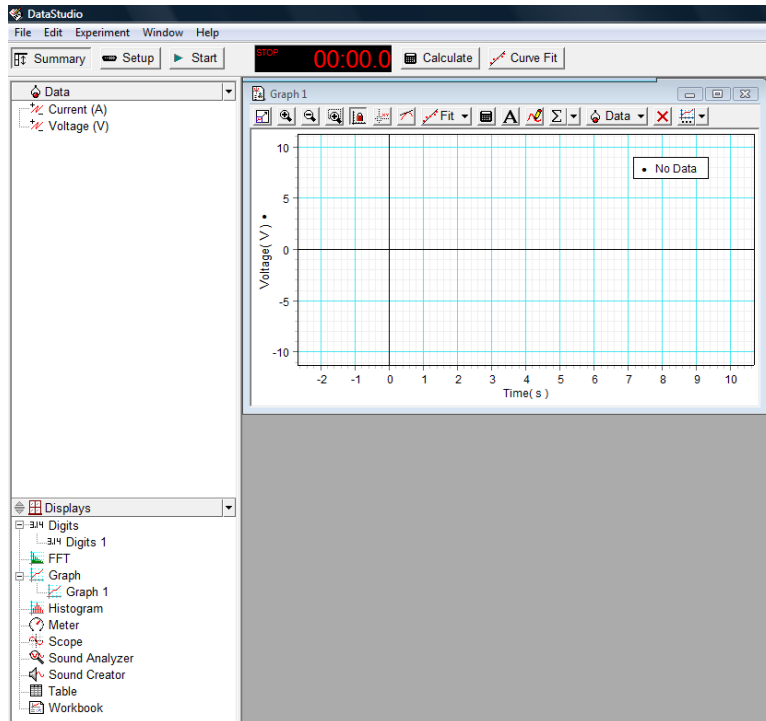 DataStudio
File Edit Experiment Window Help
Summary Setup Start STOP 00:00.0 Calculate Curve Fit
Data
Current (A)
Voltage (V)
Graph 1
Fit A Σ Data
10
5
0
-5
-10
Voltage( V )
No Data
-2 -1 0 1 2 3 4 5 6 7 8 9 10
Time( s )
Displays
3.14 Digits
3.14 Digits 1
FFT
Graph
Graph 1
Histogram
Meter
Scope
Sound Analyzer
Sound Creator
Table
Workbook